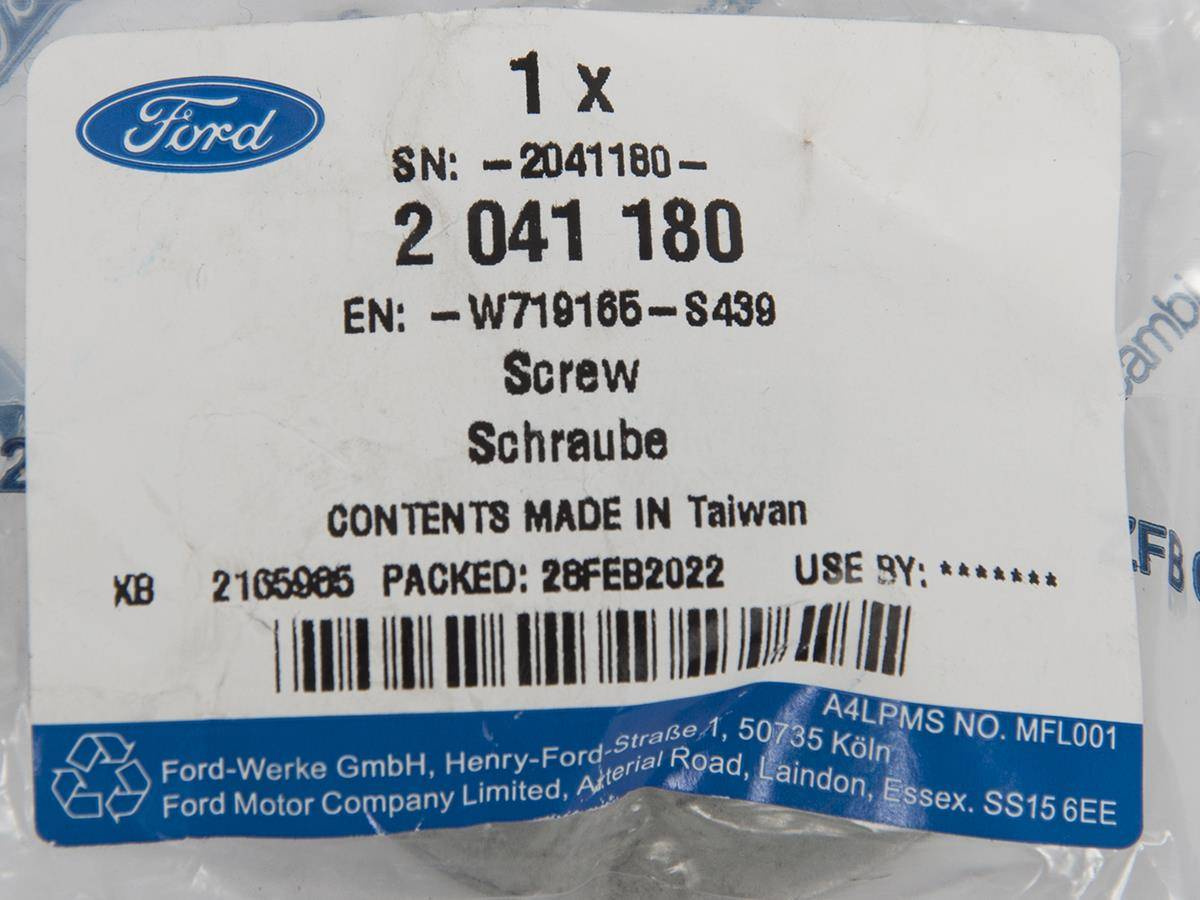 Ford
1 x
SN: -2041180-
2 041 180
EN: -W719165-S439
Screw
Schraube
CONTENTS MADE IN Taiwan
XB 2165985 PACKED: 28FEB2022 USE BY: *******
A4LPMS NO. MFL001
Ford-Werke GmbH, Henry-Ford-Straße 1, 50735 Köln
Ford Motor Company Limited, Arterial Road, Laindon, Essex. SS15 6EE